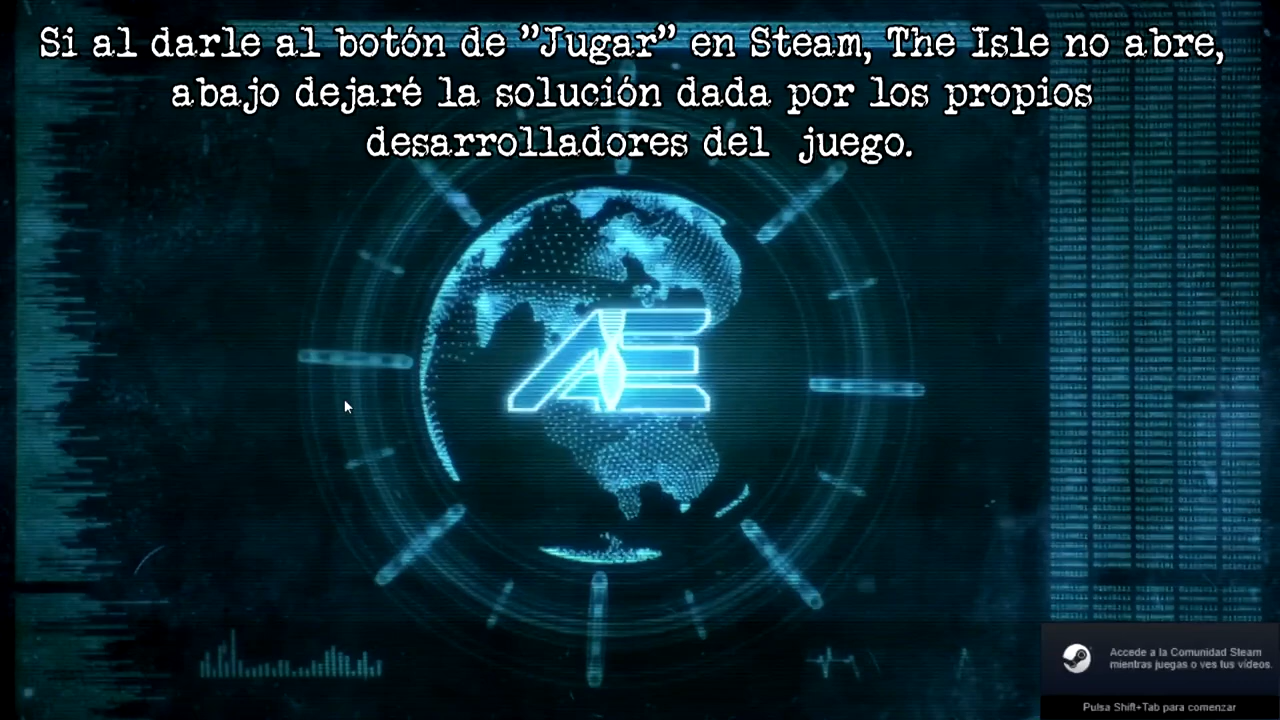 Si al darle al botón de "Jugar" en Steam, The Isle no abre,
abajo dejaré la solución dada por los propios
desarrolladores del juego.
AE
Accede a la Comunidad Steam
mientras juegas o ves tus vídeos.
Pulsa Shift+Tab para comenzar